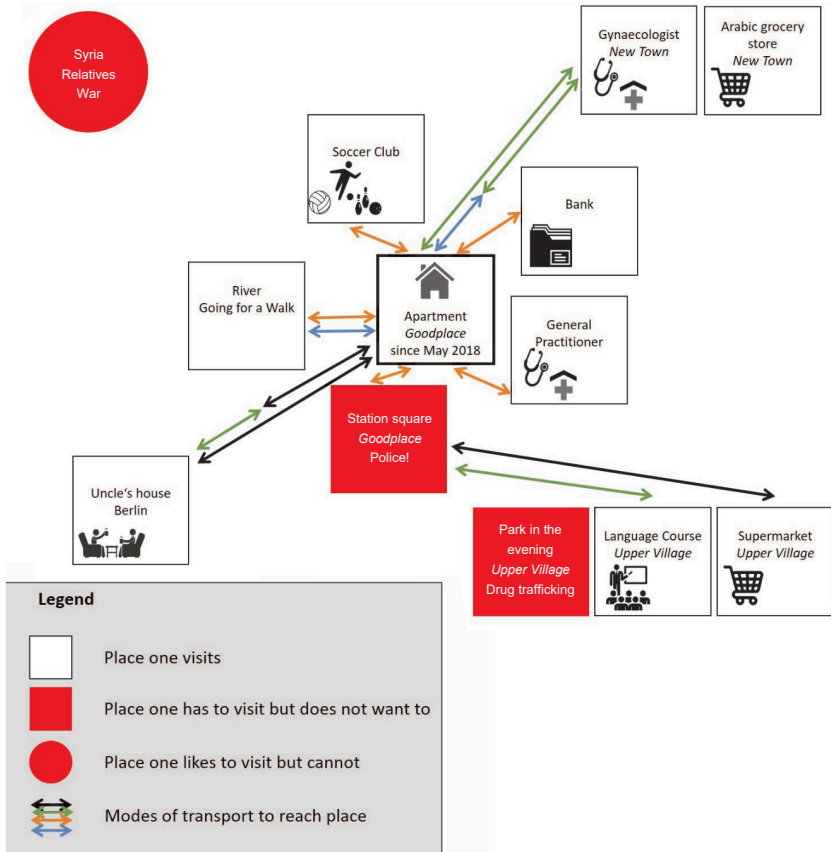 Syria
Relatives
War
Gynaecologist
New Town
Arabic grocery
store
New Town
Soccer Club
Bank
River
Going for a Walk
Apartment
Goodplace
since May 2018
General
Practitioner
Station square
Goodplace
Police!
Uncle's house
Berlin
Park in the
evening
Upper Village
Drug trafficking
Language Course
Upper Village
Supermarket
Upper Village
Legend
Place one visits
Place one has to visit but does not want to
Place one likes to visit but cannot
Modes of transport to reach place